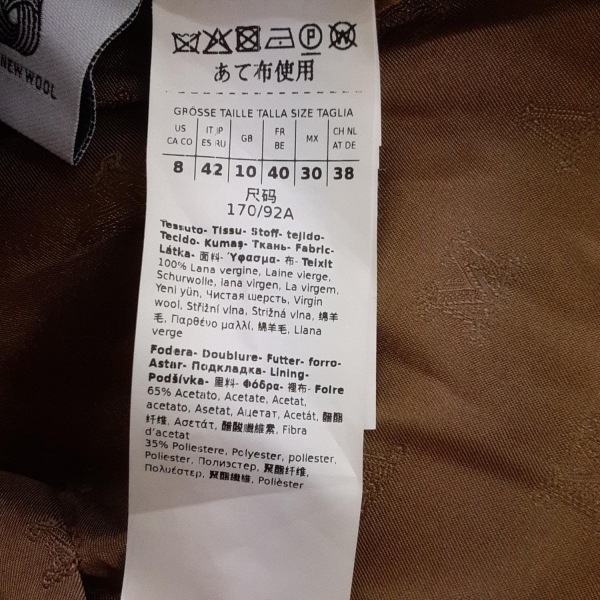 NEW WOOL
P
W
あて布使用
GRÖSSE TAILLE TALLA SIZE TAGLIA
US CA CO
IT JP ES RU
GB
FR BE
MX
CH NL AT DE
8 42 10 40 30 38
尺码
170/92A
Tessuto- Tissu- Stoff- tejido-
Tecido- Kumaş- Ткань- Fabric-
Látka- 面料- Ύφασμα- 布- Teixit
100% Lana vergine, Laine vierge,
Schurwolle, lana virgen, La virgem,
Yeni yün, Чистая шерсть, Virgin
wool, Střižní vlna, Strižná vlna, 绵羊
毛, Παρθένο μαλλί, 绵羊毛, Llana
verge
Fodera- Doublure- Futter- forro-
Astar- Подкладка- Lining-
Podšívka- 里料- Φόδρα- 裡布- Folre
65% Acetato, Acetate, Acetat,
acetato, Asetat, Ацетат, Acetát, 醋酯
纤维, Ασετάτ, 醋酸纖維素, Fibra
d'acetat
35% Poliestere, Polyester, poliester,
Poliester, Полиэстер, 聚酯纤维,
Πολυέστερ, 聚酯纖維, Polièster